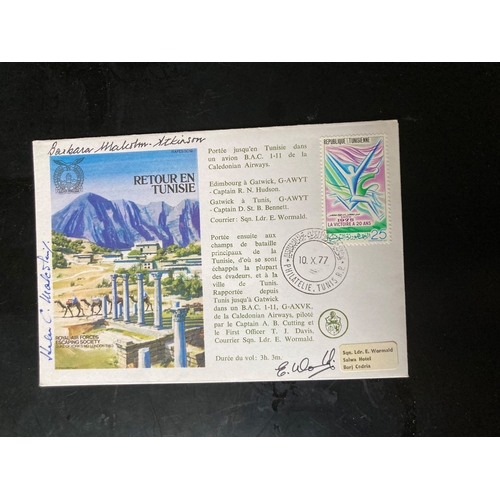 Barbara Malcolm-Atkinson
RETOUR EN
TUNISIE
ROYAL AIR FORCES
ESCAPING SOCIETY
Portée jusqu'en Tunisie dans
un avion B.A.C. 1-11 de la
Caledonian Airways.
Edimbourg à Gatwick, G-AWYT
- Captain R. N. Hudson.
Gatwick à Tunis, G-AWYT
- Captain D. St. B. Bennett.
Courrier: Sqn. Ldr. E. Wormald.
Portée ensuite aux
champs de bataille
principaux de la
Tunisie, d'où se sont
échappés la plupart
des évadeurs, et à la
ville de Tunis.
Rapportée depuis
Tunis jusqu'à Gatwick
dans un B.A.C. 1-11, G-AXVK,
de la Caledonian Airways, piloté
par le Captain A. B. Cutting et
le First Officer T. J. Davis.
Courrier Sqn. Ldr. E. Wormald.
Durée du vol: 3h. 3m.
REPUBLIQUE TUNISIENNE
1975
LA VICTOIRE A 20 ANS
25
10. X 77
PHILATELIE, TUNIS R.P.
Sqn. Ldr. E. Wormald
Salwa Hotel
Borj Cedria